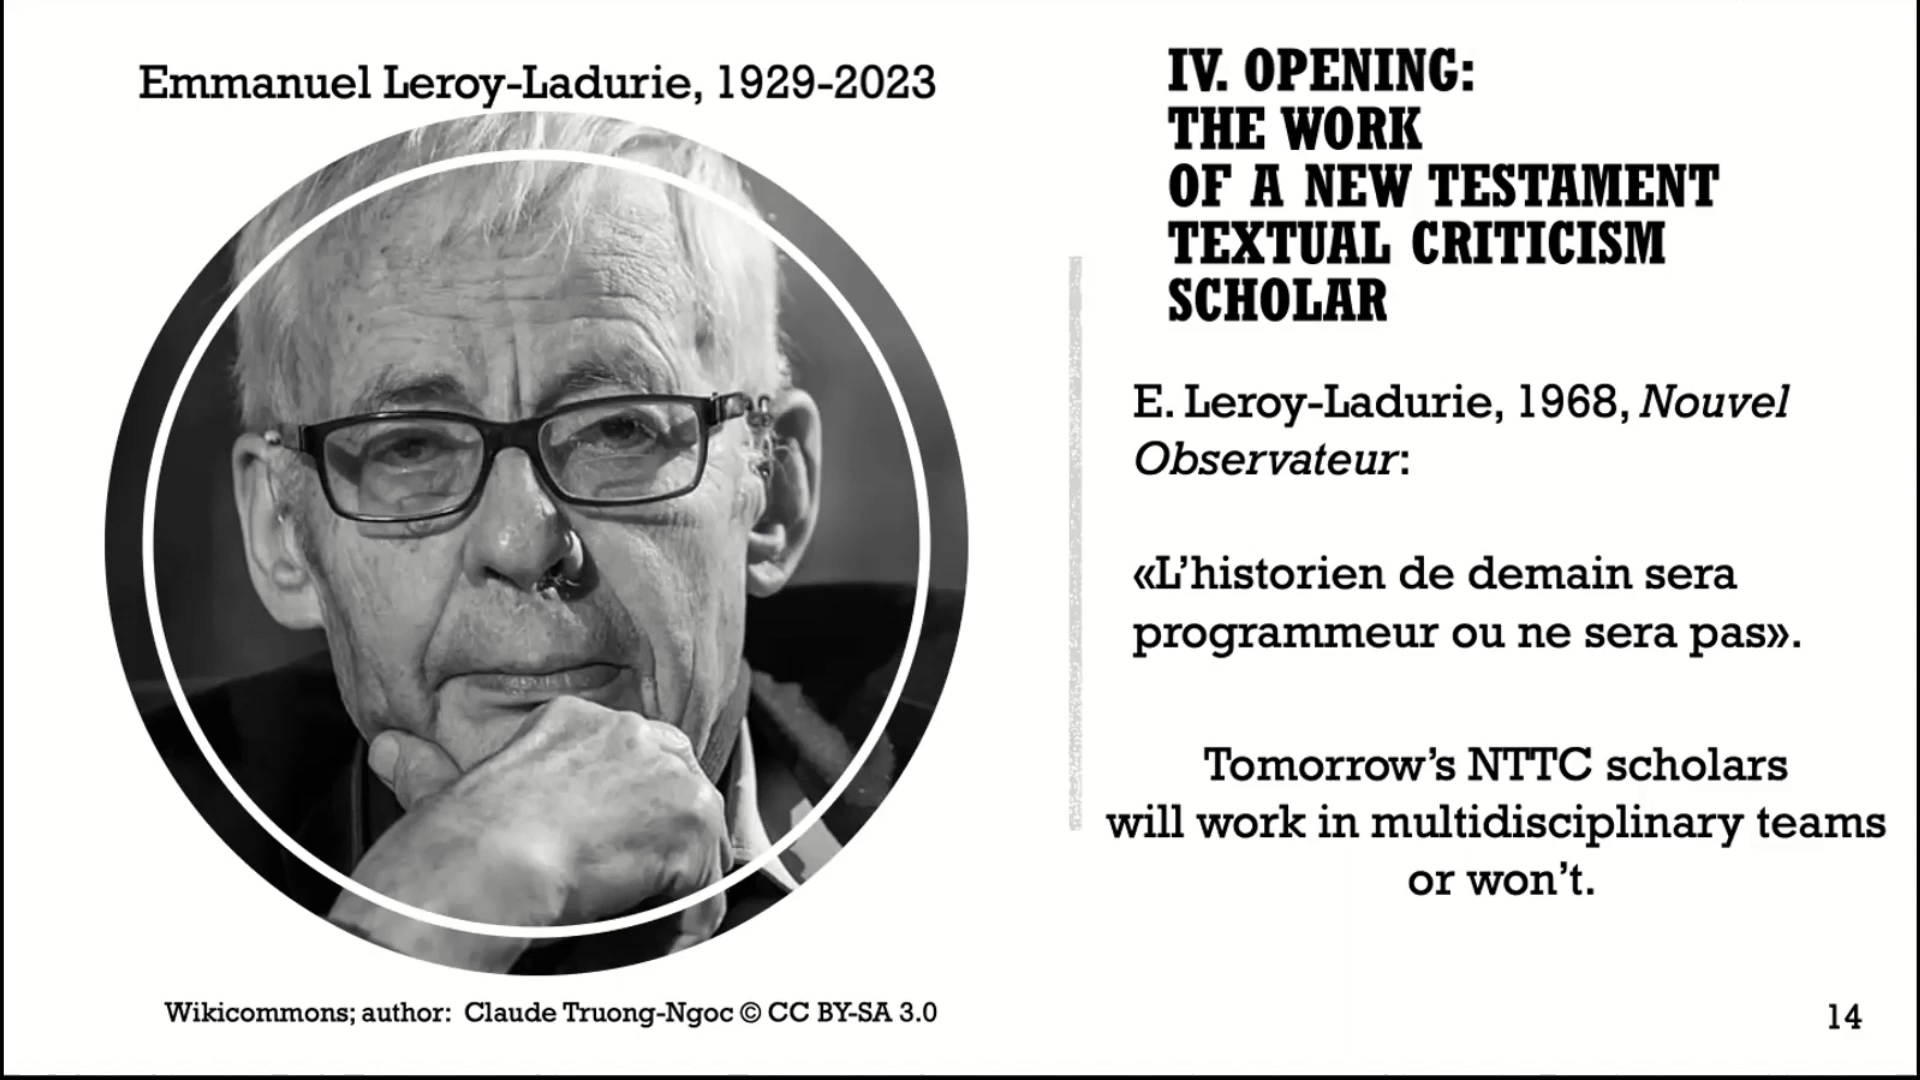 Emmanuel Leroy-Ladurie, 1929-2023
Wikicommons; author: Claude Truong-Ngoc © CC BY-SA 3.0
IV. OPENING:
THE WORK
OF A NEW TESTAMENT
TEXTUAL CRITICISM
SCHOLAR
E. Leroy-Ladurie, 1968, Nouvel
Observateur:
«L’historien de demain sera
programmeur ou ne sera pas».
Tomorrow’s NTTC scholars
will work in multidisciplinary teams
or won’t.
14